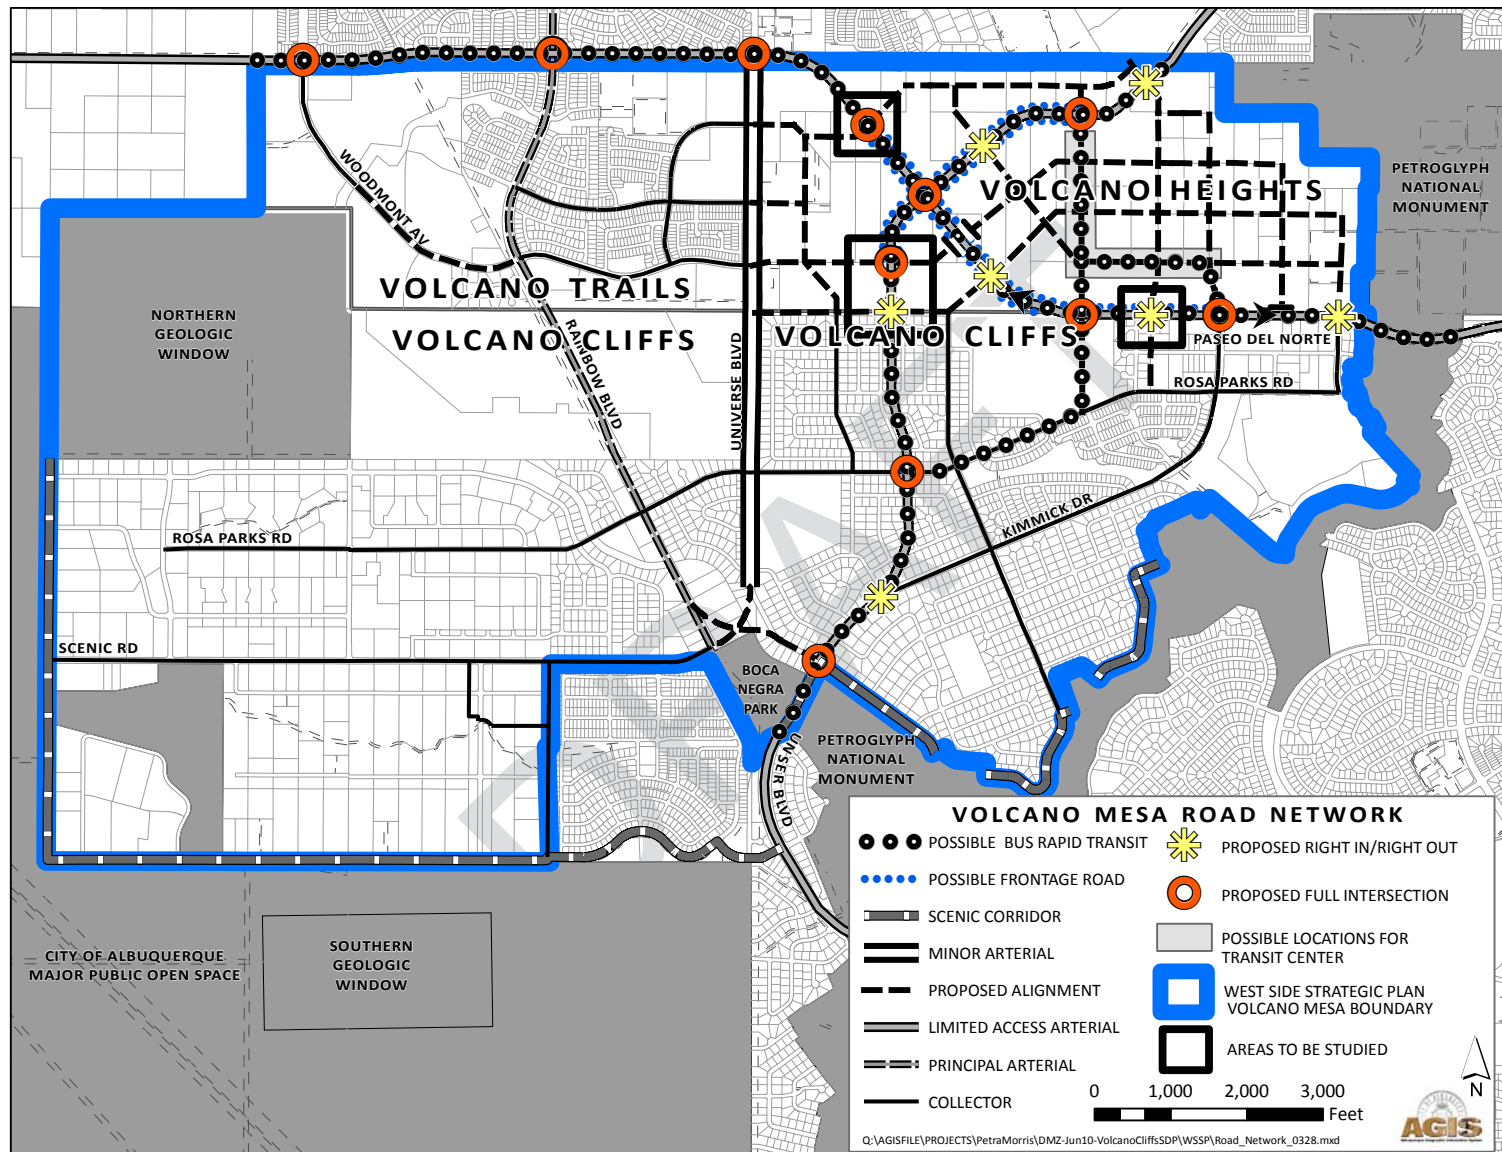 PETROGLYPH
NATIONAL
MONUMENT
VOLCANO HEIGHTS
WOODMONT AV
VOLCANO TRAILS
NORTHERN
GEOLOGIC
WINDOW
VOLCANO CLIFFS
RAINBOW BLVD
UNIVERSE BLVD
VOLCANO CLIFFS
PASEO DEL NORTE
ROSA PARKS RD
KIMMICK DR
ROSA PARKS RD
SCENIC RD
BOCA
NEGRA
PARK
UNSER BLVD
PETROGLYPH
NATIONAL
MONUMENT
DRAFT
CITY OF ALBUQUERQUE
MAJOR PUBLIC OPEN SPACE
SOUTHERN
GEOLOGIC
WINDOW
VOLCANO MESA ROAD NETWORK
POSSIBLE BUS RAPID TRANSIT
POSSIBLE FRONTAGE ROAD
SCENIC CORRIDOR
MINOR ARTERIAL
PROPOSED ALIGNMENT
LIMITED ACCESS ARTERIAL
PRINCIPAL ARTERIAL
COLLECTOR
PROPOSED RIGHT IN/RIGHT OUT
PROPOSED FULL INTERSECTION
POSSIBLE LOCATIONS FOR
TRANSIT CENTER
WEST SIDE STRATEGIC PLAN
VOLCANO MESA BOUNDARY
AREAS TO BE STUDIED
0 1,000 2,000 3,000
Feet
N
AGIS
Q:\AGISFILE\PROJECTS\PetraMorris\DMZ-Jun10-VolcanoCliffsSDP\WSSP\Road_Network_0328.mxd